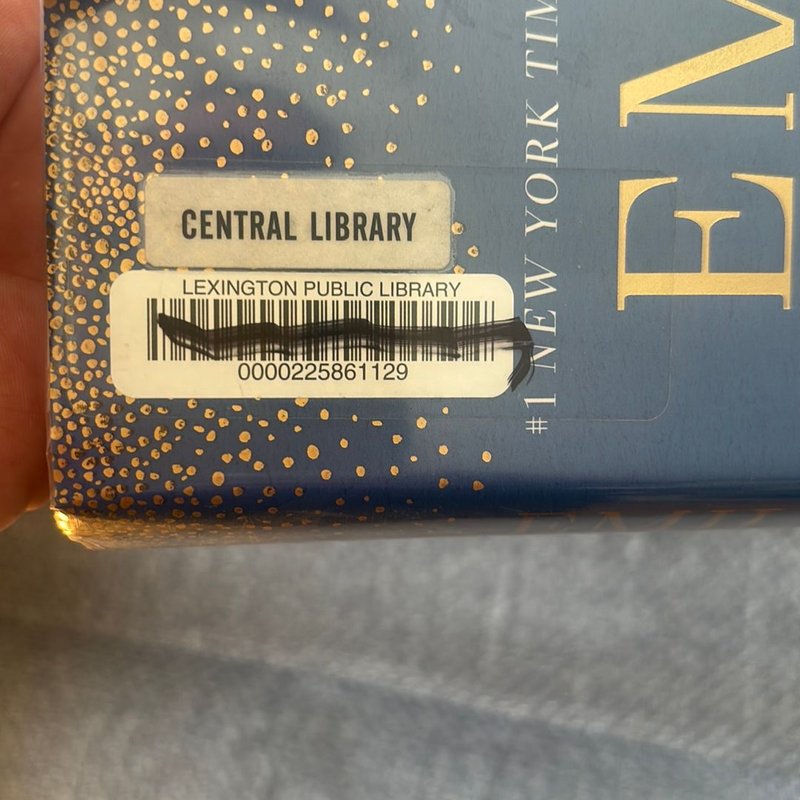 CENTRAL LIBRARY
LEXINGTON PUBLIC LIBRARY
0000225861129
#1 NEW YORK TIM
EM
E